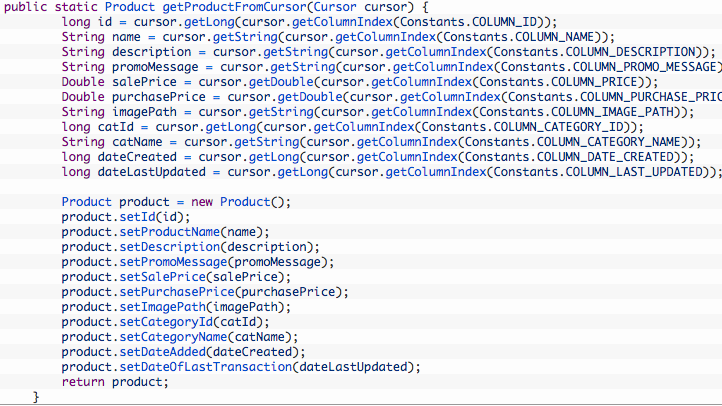 public static Product getProductFromCursor(Cursor cursor) {
long id = cursor.getLong(cursor.getColumnIndex(Constants.COLUMN_ID));
String name = cursor.getString(cursor.getColumnIndex(Constants.COLUMN_NAME));
String description = cursor.getString(cursor.getColumnIndex(Constants.COLUMN_DESCRIPTION));
String promoMessage = cursor.getString(cursor.getColumnIndex(Constants.COLUMN_PROMO_MESSAGE)
Double salePrice = cursor.getDouble(cursor.getColumnIndex(Constants.COLUMN_PRICE));
Double purchasePrice = cursor.getDouble(cursor.getColumnIndex(Constants.COLUMN_PURCHASE_PRIC
String imagePath = cursor.getString(cursor.getColumnIndex(Constants.COLUMN_IMAGE_PATH));
long catId = cursor.getLong(cursor.getColumnIndex(Constants.COLUMN_CATEGORY_ID));
String catName = cursor.getString(cursor.getColumnIndex(Constants.COLUMN_CATEGORY_NAME));
long dateCreated = cursor.getLong(cursor.getColumnIndex(Constants.COLUMN_DATE_CREATED));
long dateLastUpdated = cursor.getLong(cursor.getColumnIndex(Constants.COLUMN_LAST_UPDATED));
Product product = new Product();
product.setId(id);
product.setProductName(name);
product.setDescription(description);
product.setPromoMessage(promoMessage);
product.setSalePrice(salePrice);
product.setPurchasePrice(purchasePrice);
product.setImagePath(imagePath);
product.setCategoryId(catId);
product.setCategoryName(catName);
product.setDateAdded(dateCreated);
product.setDateOfLastTransaction(dateLastUpdated);
return product;
}